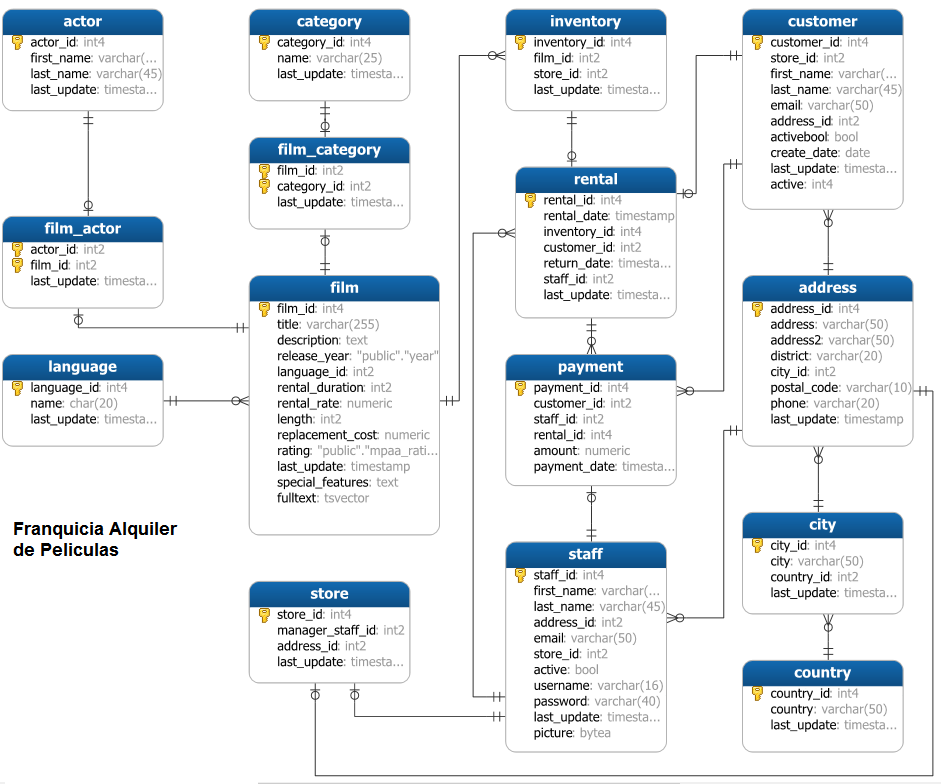 actor
actor_id: int4
first_name: varchar(...
last_name: varchar(45)
last_update: timesta...
category
category_id: int4
name: varchar(25)
last_update: timesta...
inventory
inventory_id: int4
film_id: int2
store_id: int2
last_update: timesta...
customer
customer_id: int4
store_id: int2
first_name: varchar(...
last_name: varchar(45)
email: varchar(50)
address_id: int2
activebool: bool
create_date: date
last_update: timesta...
active: int4
film_category
film_id: int2
category_id: int2
last_update: timesta...
rental
rental_id: int4
rental_date: timestamp
inventory_id: int4
customer_id: int2
return_date: timesta...
staff_id: int2
last_update: timesta...
film_actor
actor_id: int2
film_id: int2
last_update: timesta...
film
film_id: int4
title: varchar(255)
description: text
release_year: "public"."year"
language_id: int2
rental_duration: int2
rental_rate: numeric
length: int2
replacement_cost: numeric
rating: "public"."mpaa_rati...
last_update: timestamp
special_features: text
fulltext: tsvector
address
address_id: int4
address: varchar(50)
address2: varchar(50)
district: varchar(20)
city_id: int2
postal_code: varchar(10)
phone: varchar(20)
last_update: timestamp
language
language_id: int4
name: char(20)
last_update: timesta...
payment
payment_id: int4
customer_id: int2
staff_id: int2
rental_id: int4
amount: numeric
payment_date: timesta...
Franquicia Alquiler
de Peliculas
city
city_id: int4
city: varchar(50)
country_id: int2
last_update: timesta...
staff
staff_id: int4
first_name: varchar(...
last_name: varchar(45)
address_id: int2
email: varchar(50)
store_id: int2
active: bool
username: varchar(16)
password: varchar(40)
last_update: timesta...
picture: bytea
store
store_id: int4
manager_staff_id: int2
address_id: int2
last_update: timesta...
country
country_id: int4
country: varchar(50)
last_update: timesta...